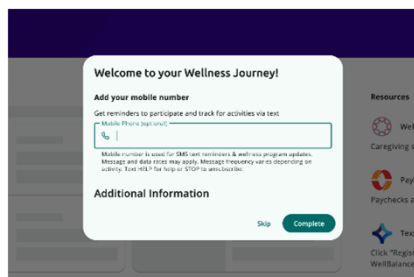 Welcome to your Wellness Journey!
Add your mobile number
Get reminders to participate and track for activities via text
Mobile Phone (optional)
Mobile number is used for SMS text reminders & wellness program updates.
Message and data rates may apply. Message frequency varies depending on
activity. Text HELP for help or STOP to unsubscribe.
Additional Information
Skip
Complete
Resources
Caregiving
Paychecks
Click "Regist
WellBalance